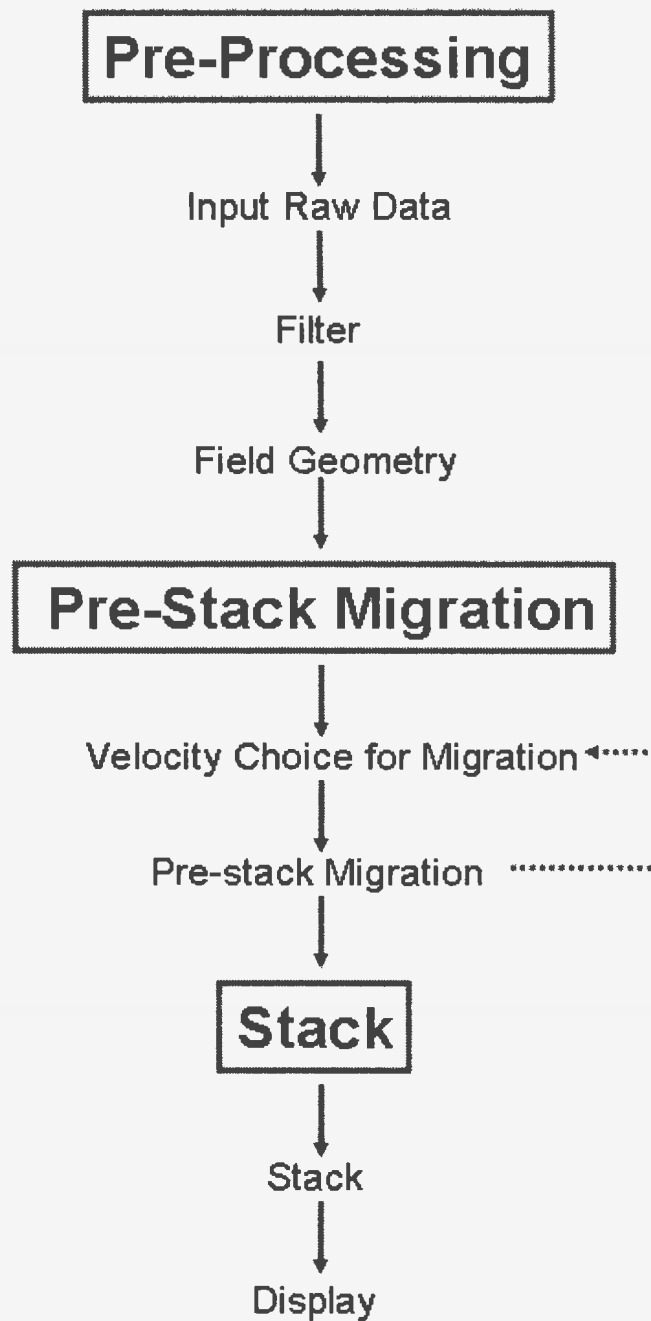 Pre-Processing
Input Raw Data
Filter
Field Geometry
Pre-Stack Migration
Velocity Choice for Migration
Pre-stack Migration
Stack
Stack
Display